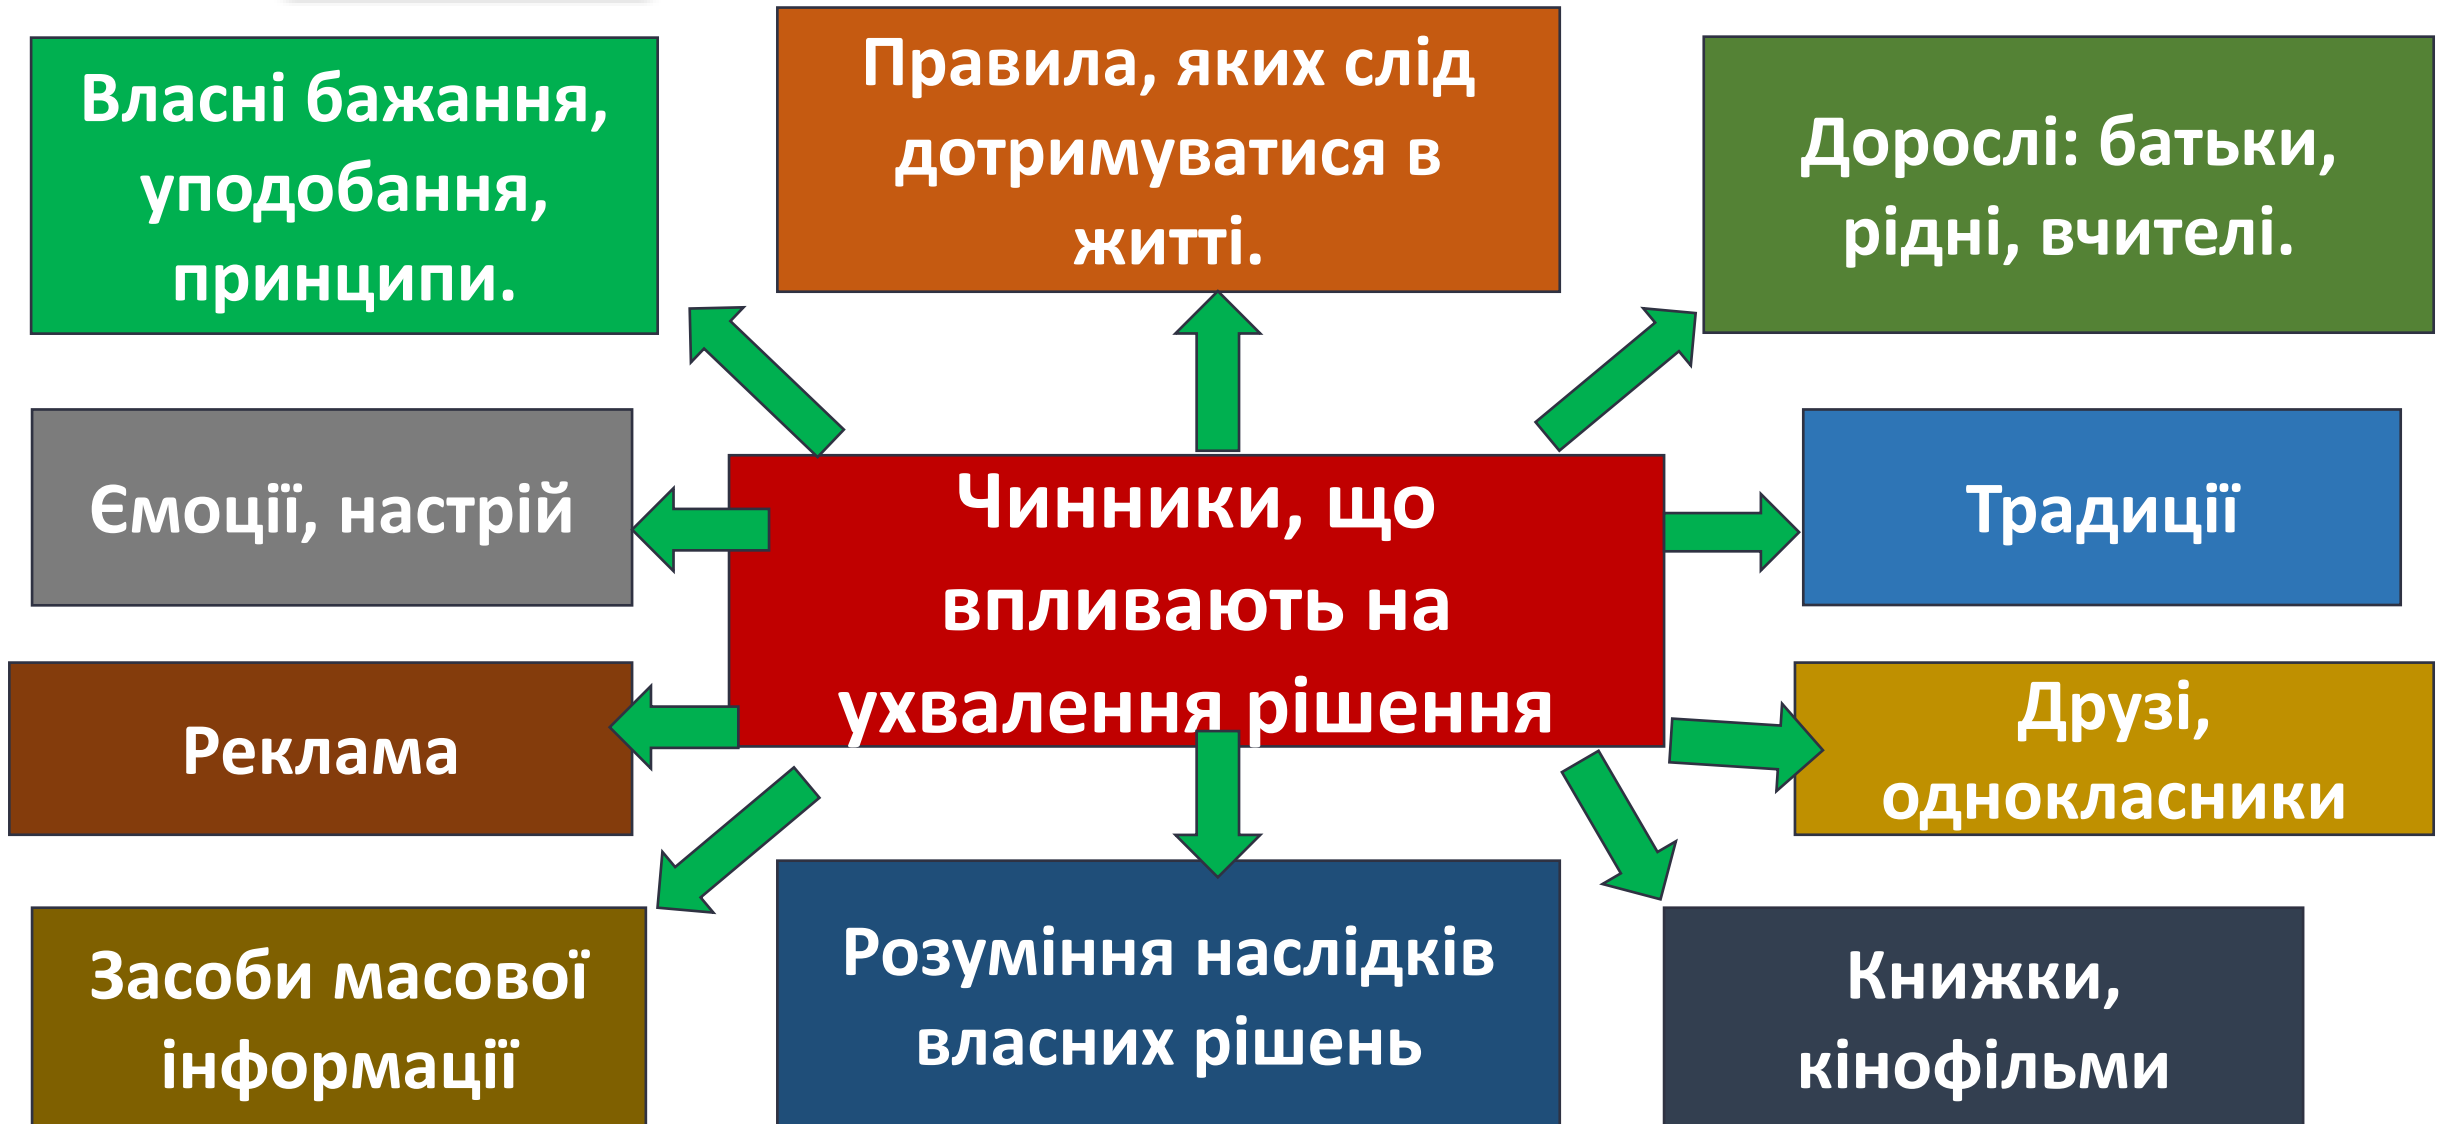 Власні бажання,
уподобання,
принципи.
Правила, яких слід
дотримуватися в
житті.
Дорослі: батьки,
рідні, вчителі.
Ємоції, настрій
Чинники, що
впливають на
ухвалення рішення
Традиції
Реклама
Друзі,
однокласники
Засоби масової
інформації
Розуміння наслідків
власних рішень
Книжки,
кінофільми